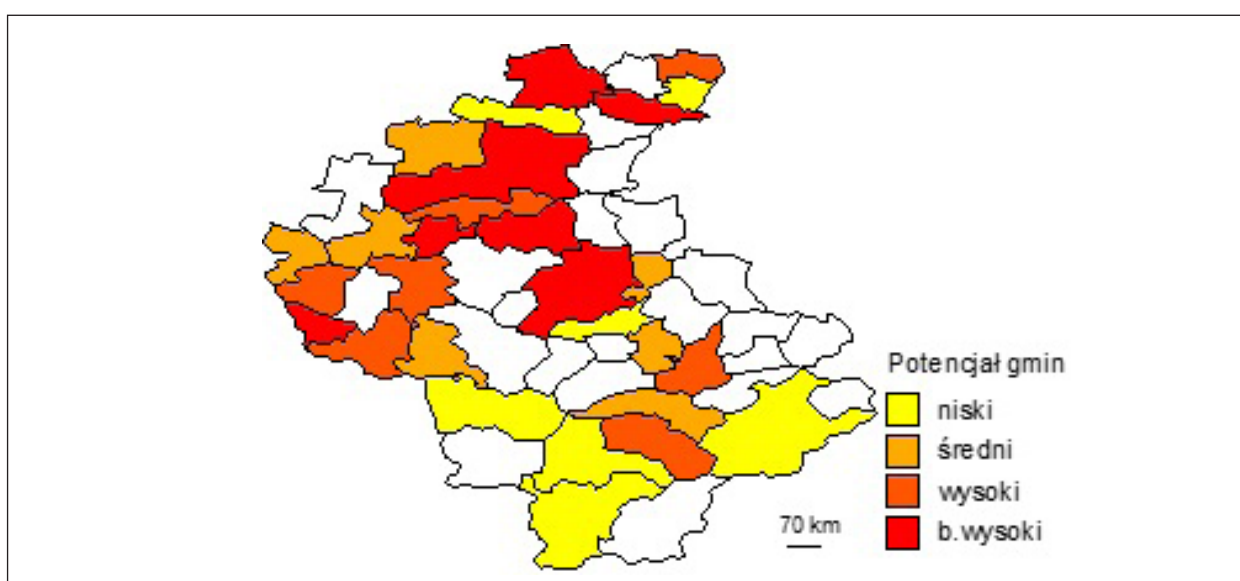 Potencjał gmin
niski
średni
wysoki
b.wysoki
70 km